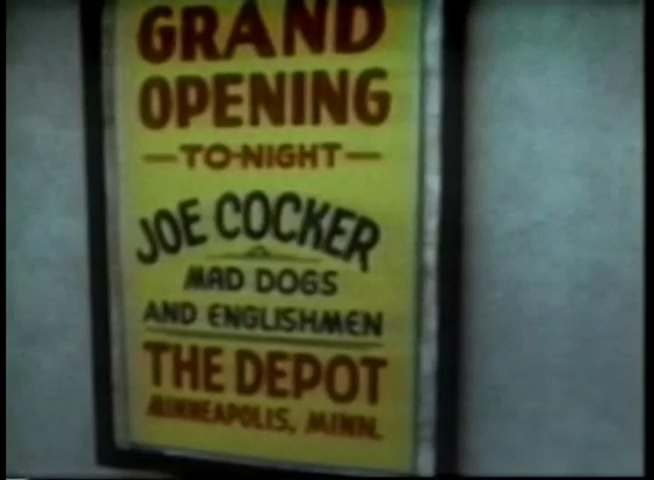 GRAND
OPENING
—TO-NIGHT—
JOE COCKER
MAD DOGS
AND ENGLISHMEN
THE DEPOT
MINNEAPOLIS, MINN.